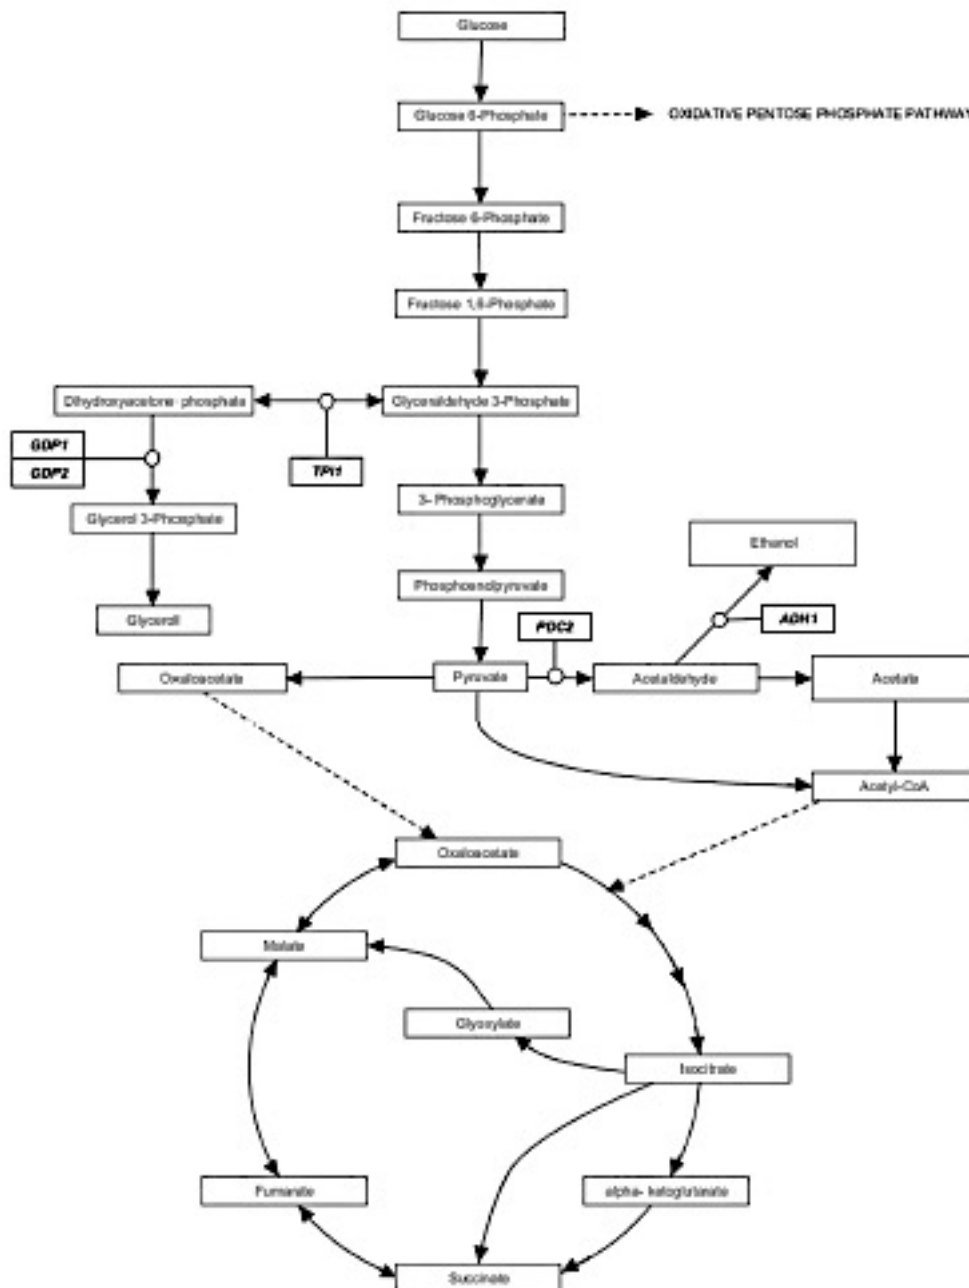 Glucose
Glucose 6-Phosphate
OXIDATIVE PENTOSE PHOSPHATE PATHWAY
Fructose 6-Phosphate
Fructose 1,6-Phosphate
Dihydroxyacetone phosphate
Glyceraldehyde 3-Phosphate
GDP1
GDP2
TPI1
3- Phosphoglycerate
Glycerol 3-Phosphate
Ethanol
Phosphoenolpyruvate
Glycerol
PDC2
ADH1
Oxaloacetate
Pyruvate
Acetaldehyde
Acetate
Acetyl-CoA
Oxaloacetate
Malate
Glyoxylate
Isocitrate
Fumarate
alpha- ketoglutarate
Succinate